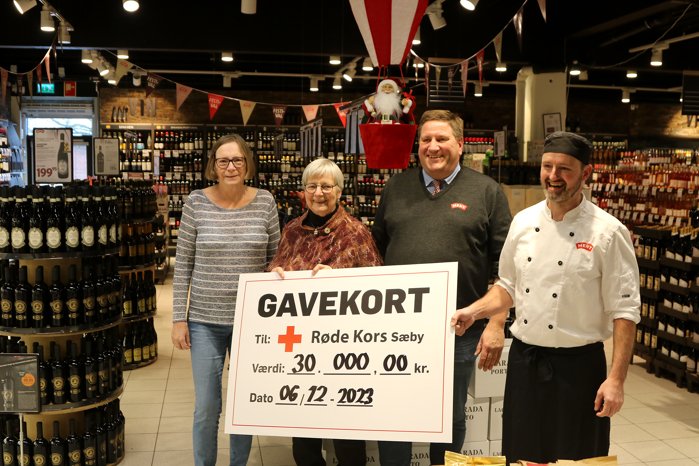 199
MENY
MENY
GAVEKORT
Til: Røde Kors Sæby
Værdi: 30.000,00 kr.
Dato 06/12-2023